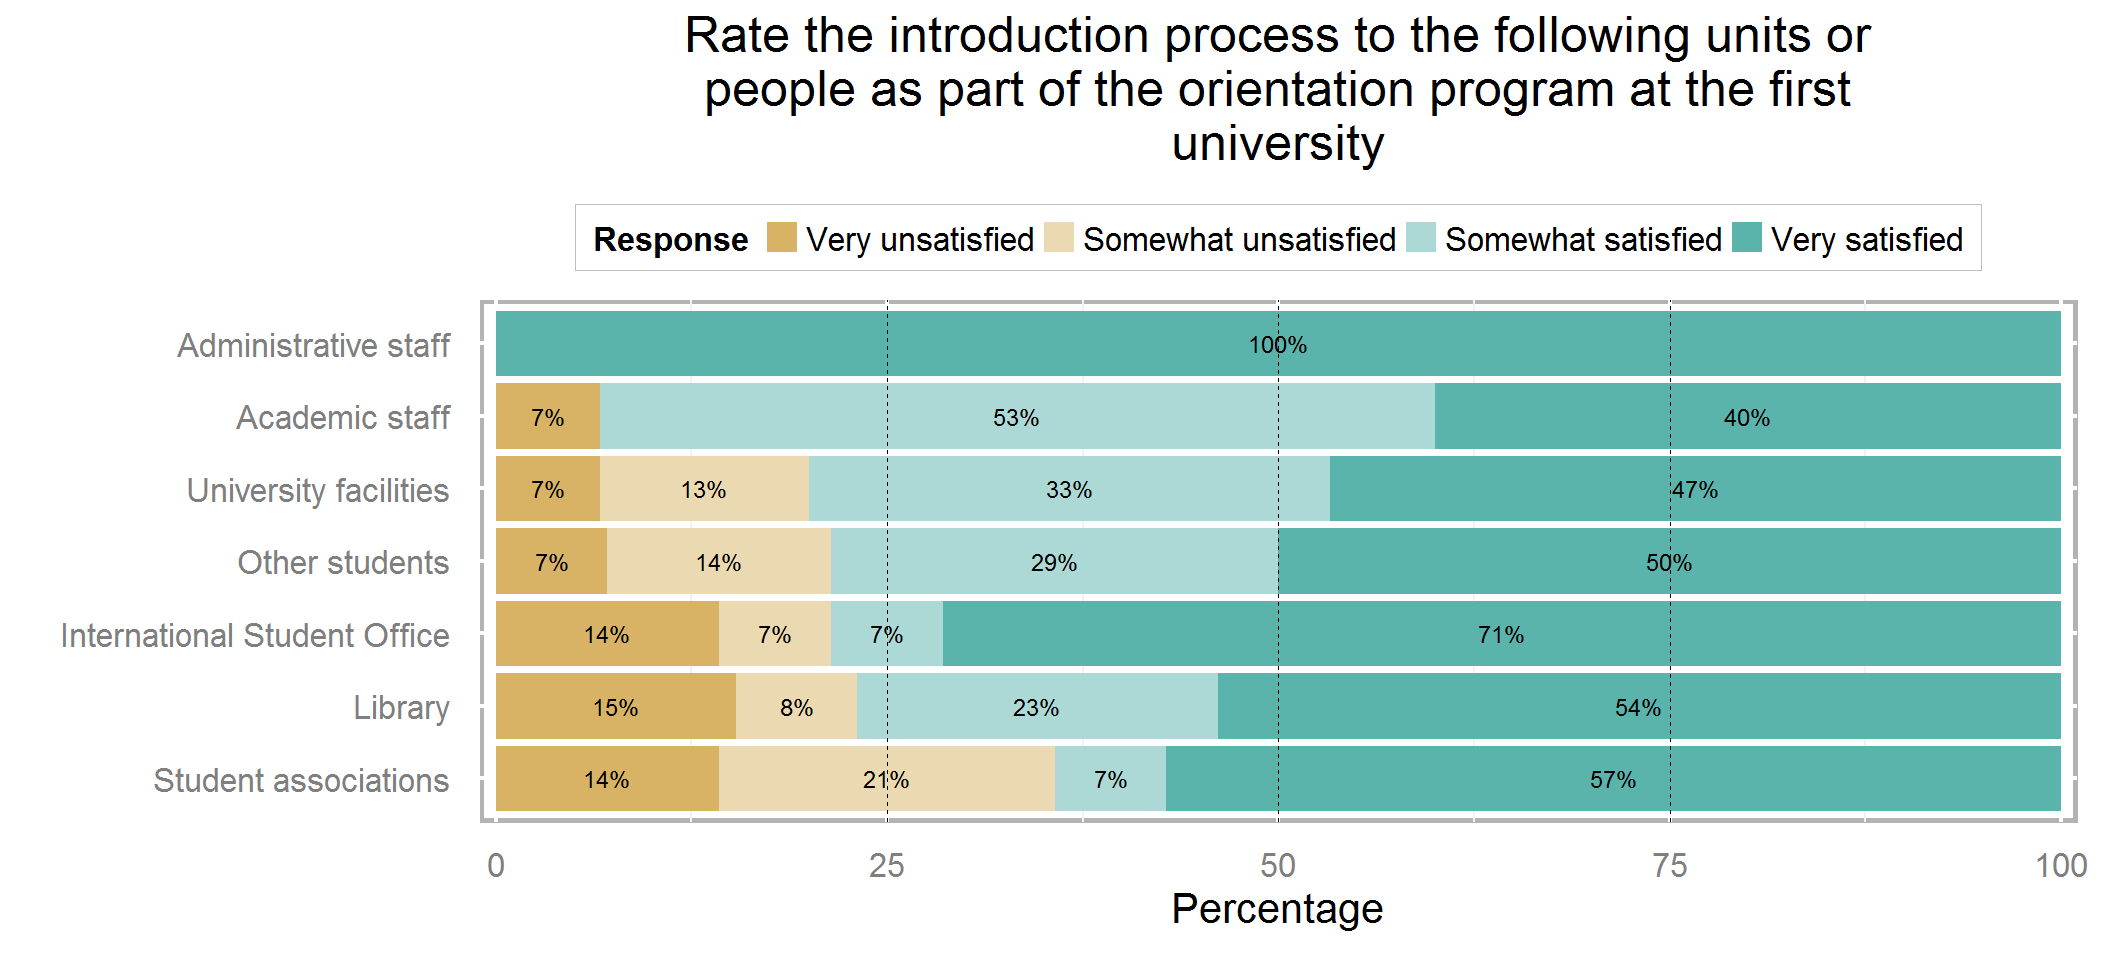 Rate the introduction process to the following units or
people as part of the orientation program at the first
university
Response Very unsatisfied Somewhat unsatisfied Somewhat satisfied Very satisfied
Administrative staff 100%
Academic staff 7% 53% 40%
University facilities 7% 13% 33% 47%
Other students 7% 14% 29% 50%
International Student Office 14% 7% 7% 71%
Library 15% 8% 23% 54%
Student associations 14% 21% 7% 57%
0 25 50 75 100
Percentage